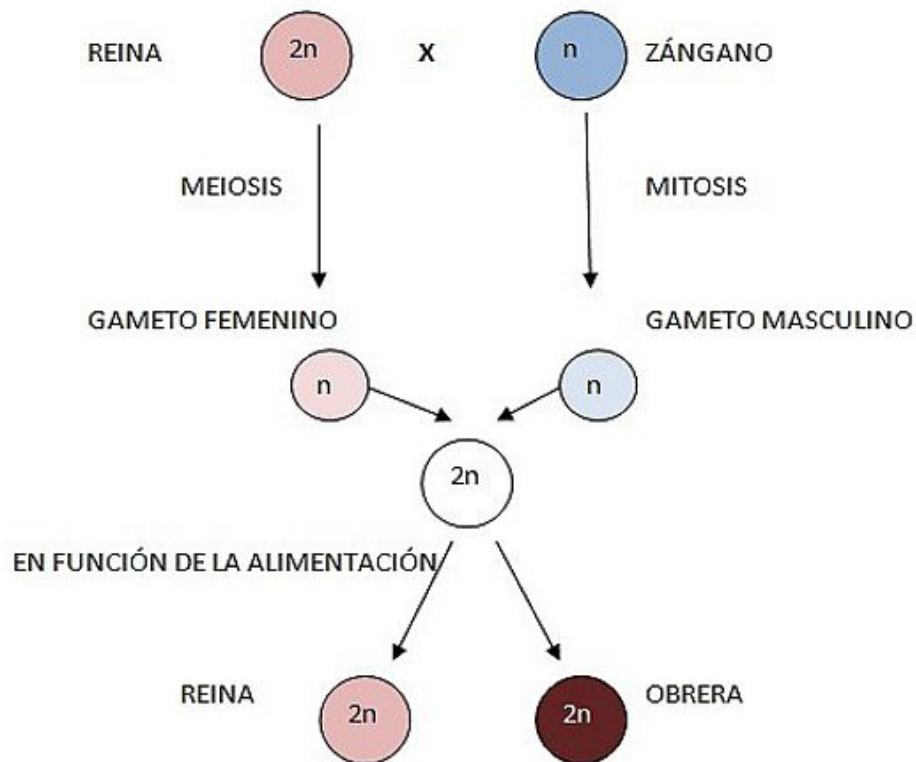 REINA 2n X n ZÁNGANO
MEIOSIS MITOSIS
GAMETO FEMENINO GAMETO MASCULINO
n n
2n
EN FUNCIÓN DE LA ALIMENTACIÓN
REINA 2n 2n OBRERA